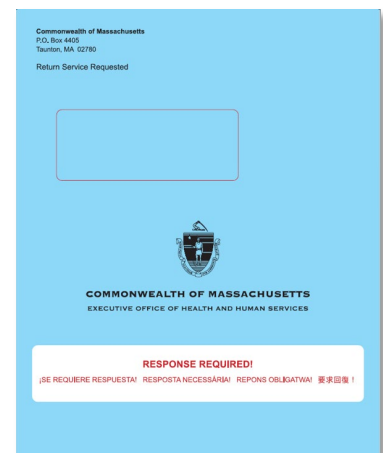 Commonwealth of Massachusetts
P.O. Box 4405
Taunton, MA 02780
Return Service Requested
COMMONWEALTH OF MASSACHUSETTS
EXECUTIVE OFFICE OF HEALTH AND HUMAN SERVICES
RESPONSE REQUIRED!
¡SE REQUIERE RESPUESTA! RESPOSTA NECESSÁRIA! REPONS OBLIGATWA! 要求回復！